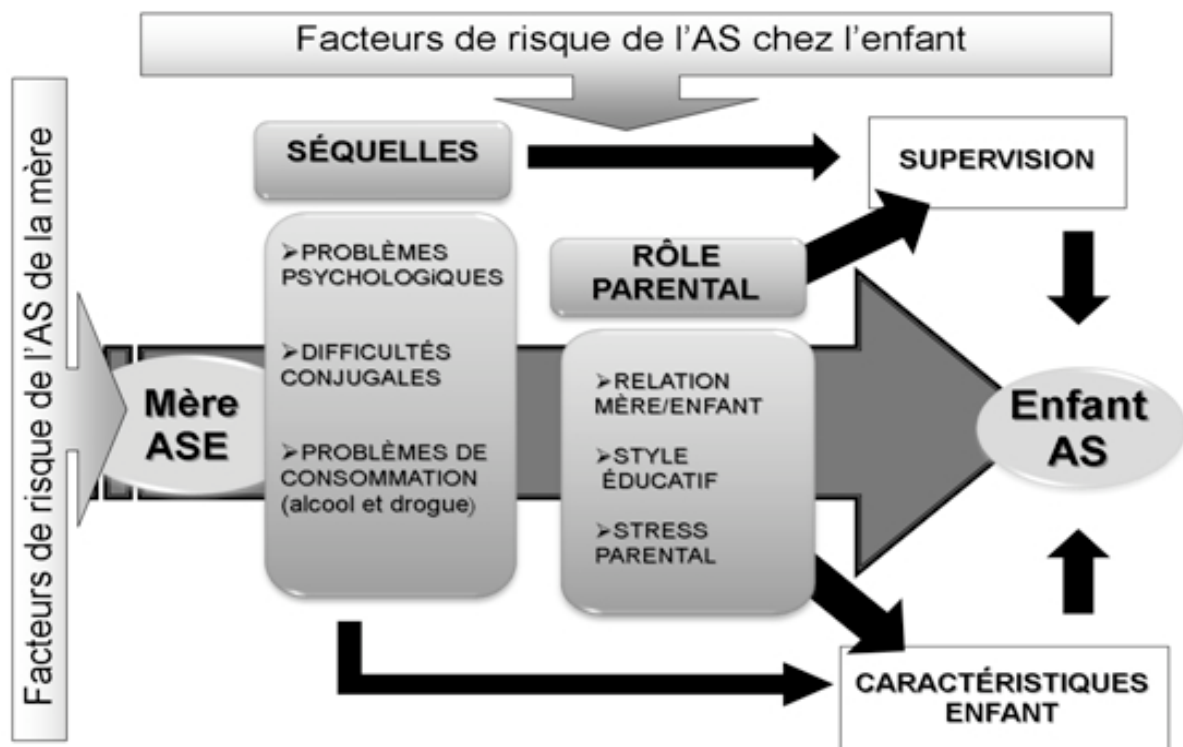 Facteurs de risque de l'AS chez l'enfant
Facteurs de risque de l'AS de la mère
SÉQUELLES
SUPERVISION
➢PROBLÈMES
PSYCHOLOGiQUES
➢DIFFICULTÉS
CONJUGALES
➢PROBLÈMES DE
CONSOMMATION
(alcool et drogue)
RÔLE
PARENTAL
➢RELATION
MÈRE/ENFANT
➢STYLE
ÉDUCATIF
➢STRESS
PARENTAL
Mère
ASE
Enfant
AS
CARACTÉRISTIQUES
ENFANT